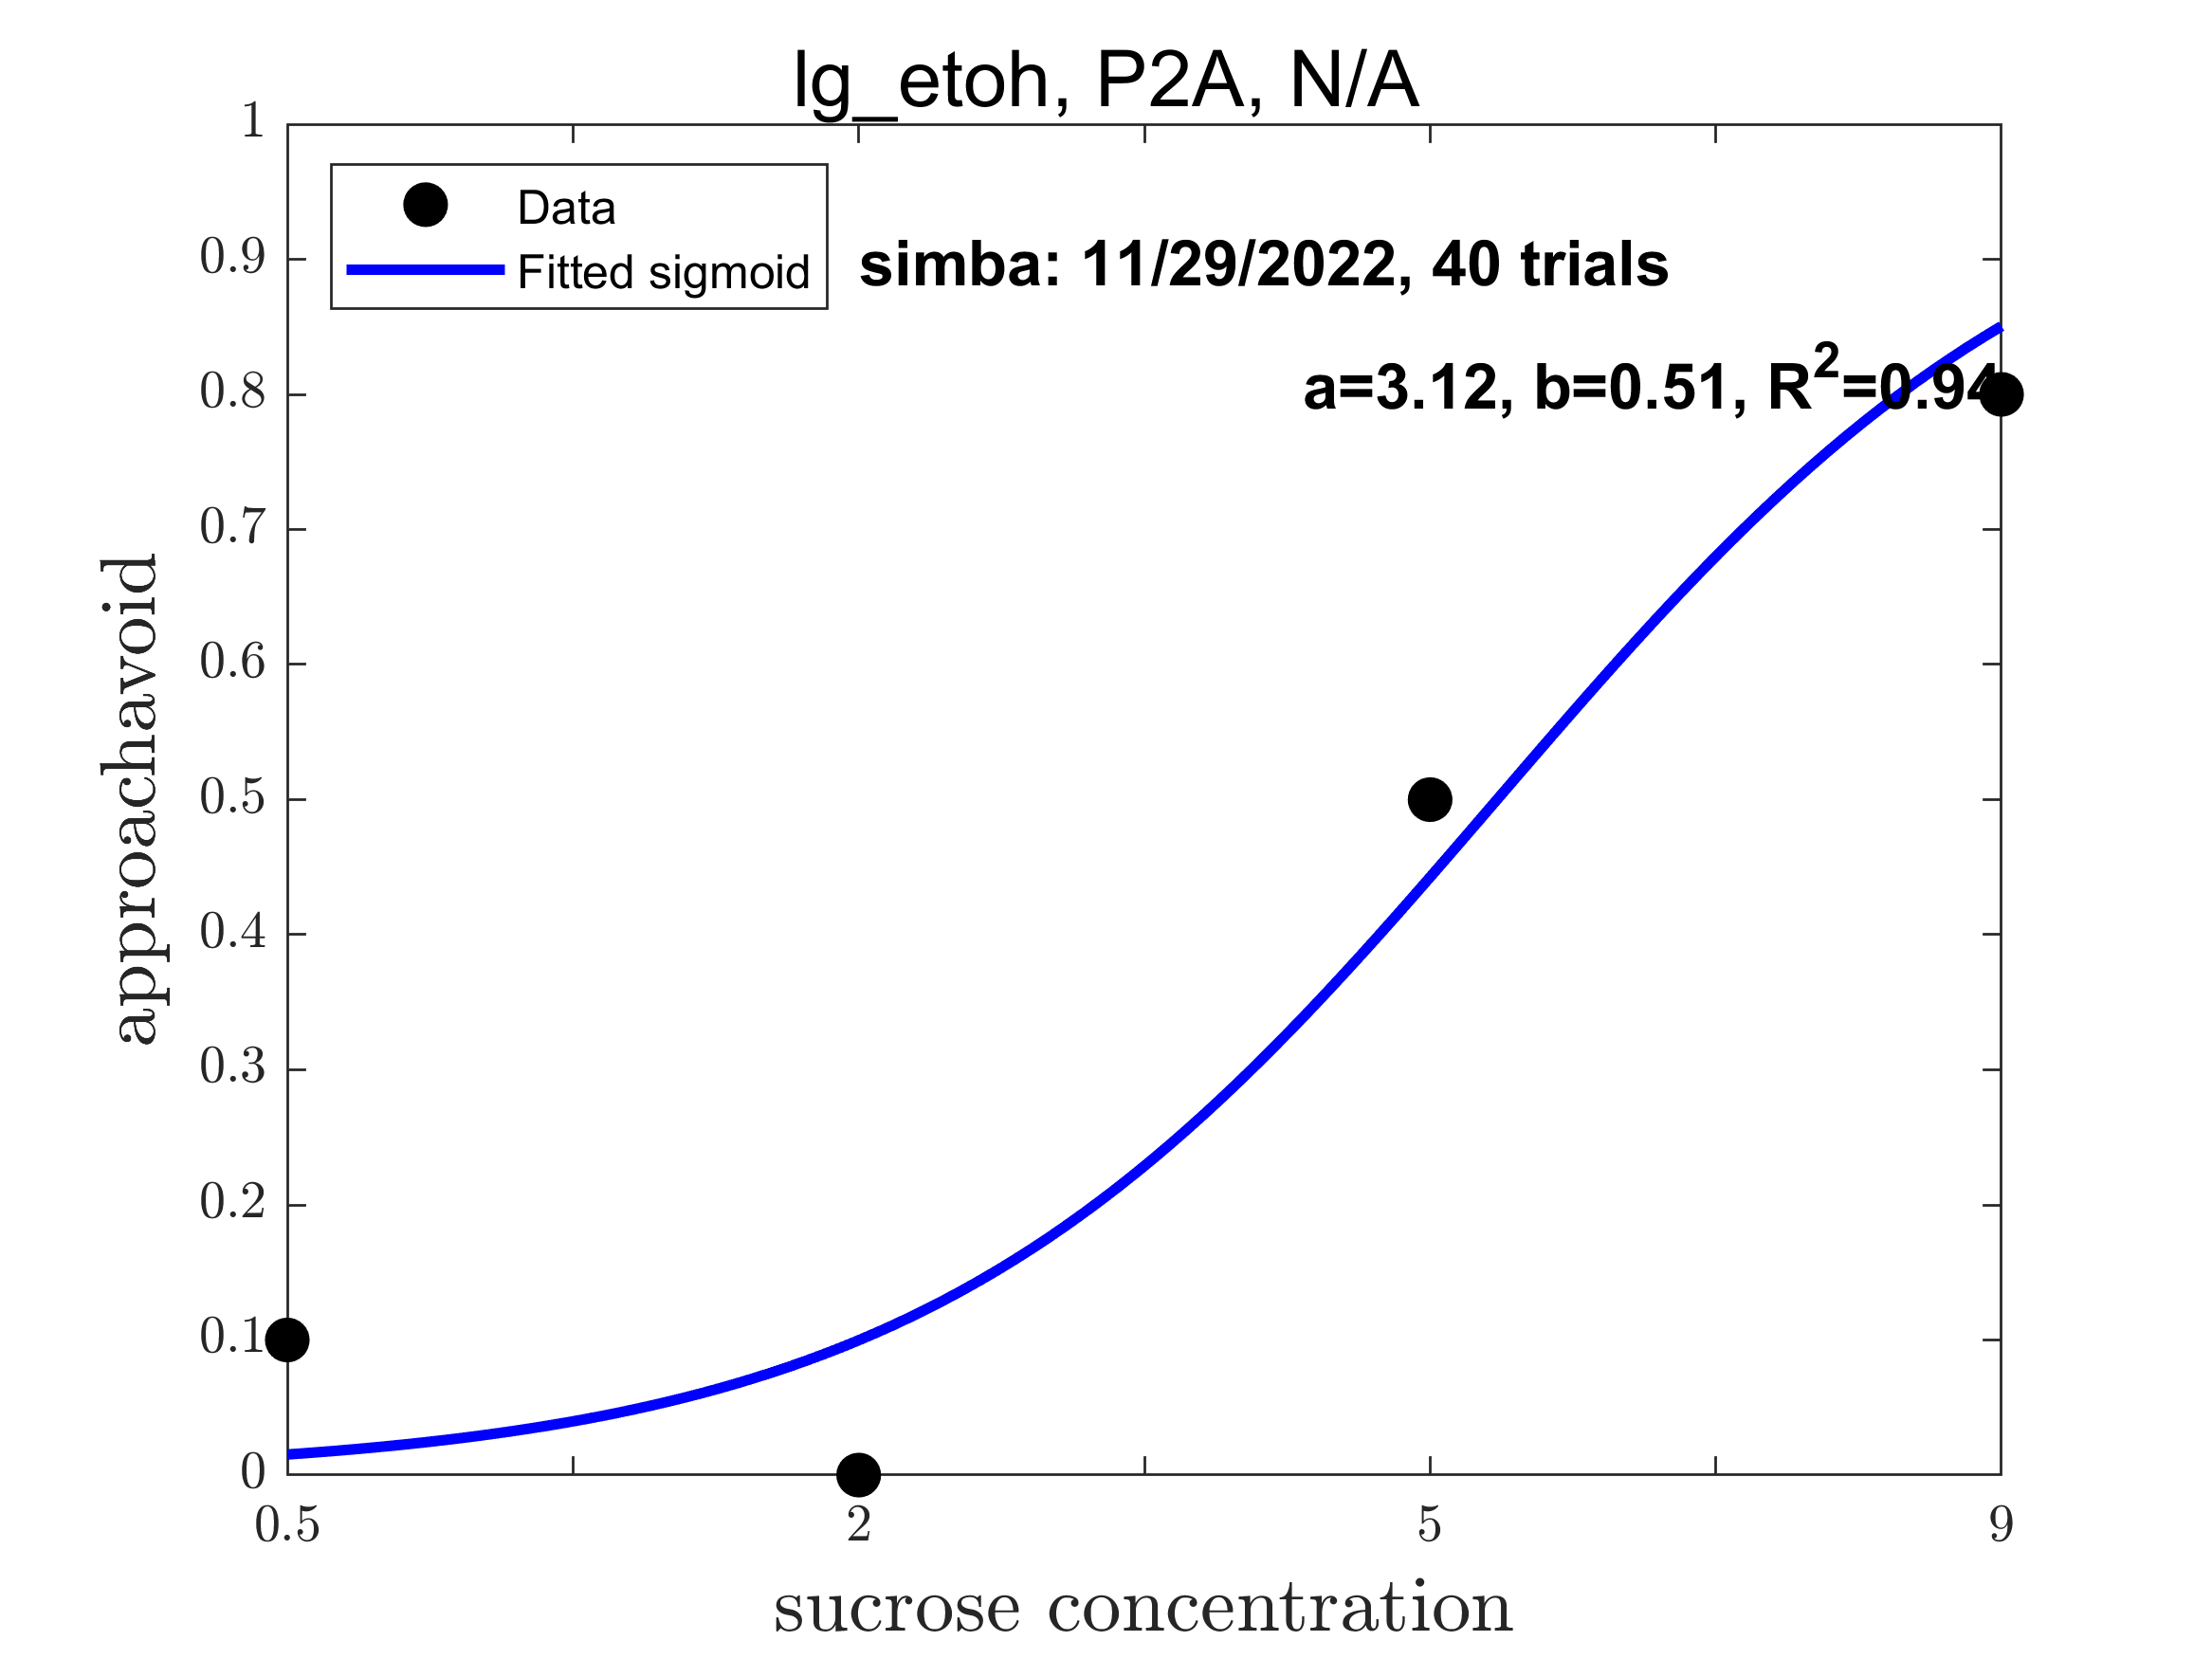 lg_etoh, P2A, N/A
Data
Fitted sigmoid
simba: 11/29/2022, 40 trials
a=3.12, b=0.51, R²=0.94
approachavoid
1
0.9
0.8
0.7
0.6
0.5
0.4
0.3
0.2
0.1
0
0.5 2 5 9
sucrose concentration